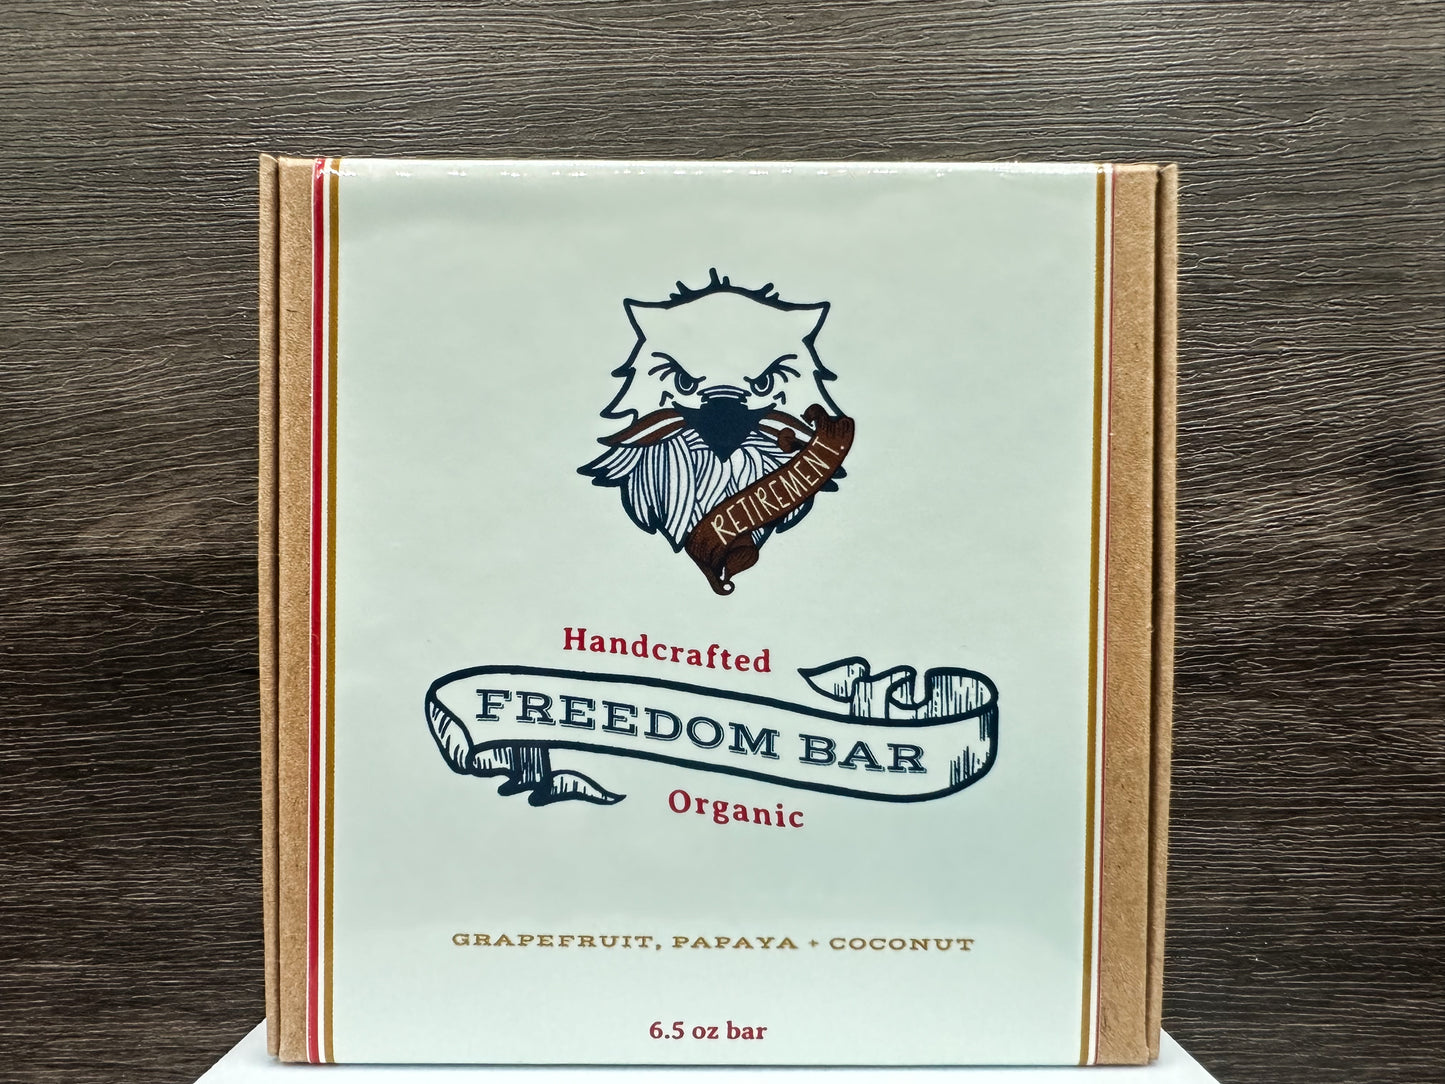 RETIREMENT.
Handcrafted
FREEDOM BAR
Organic
GRAPEFRUIT, PAPAYA + COCONUT
6.5 oz bar